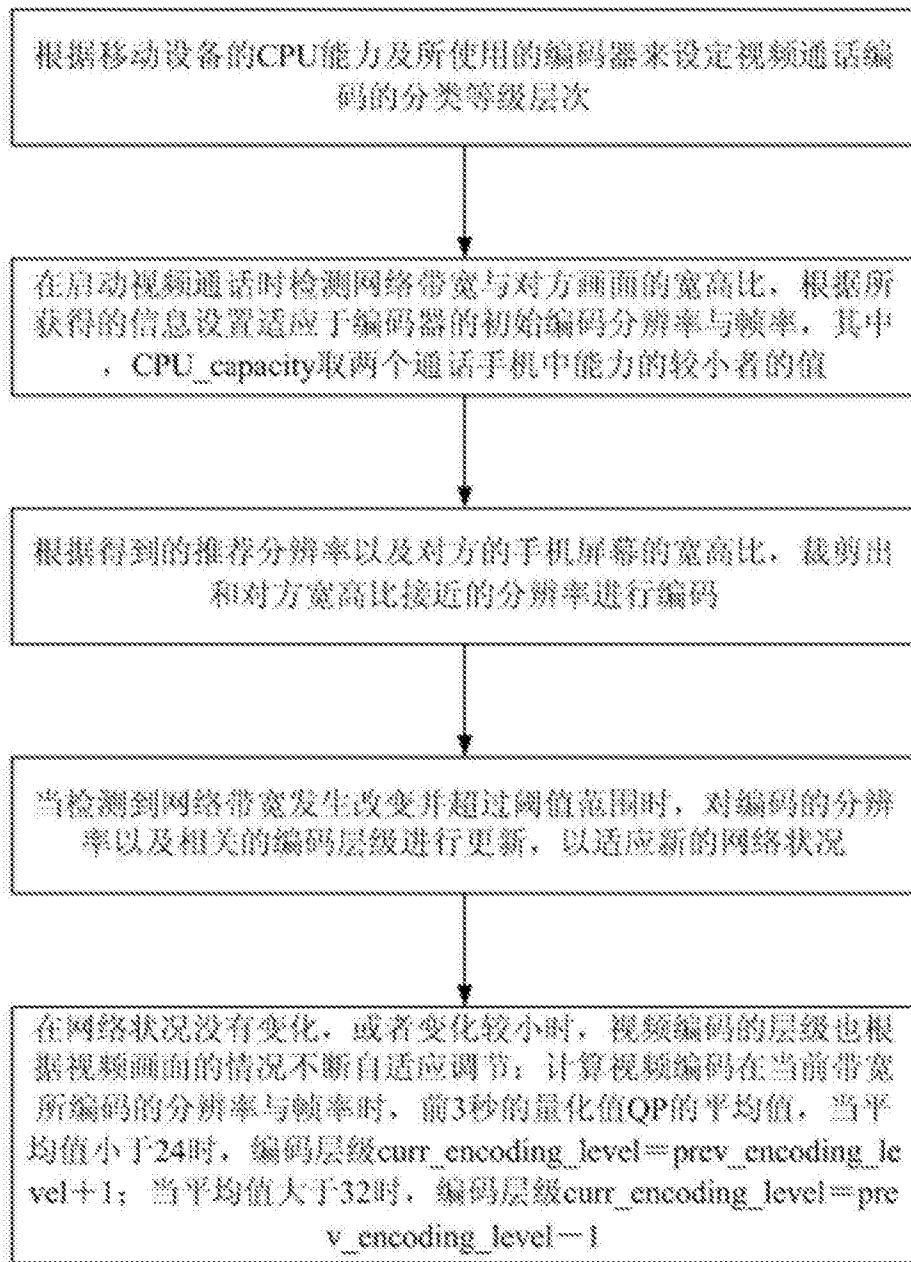 根据移动设备的CPU能力及所使用的编码器来设定视频通话编
码的分类等级层次
在启动视频通话时检测网络带宽与对方画面的宽高比，根据所
获得的信息设置适应于编码器的初始编码分辨率与帧率，其中
，CPU_capacity取两个通话手机中能力的较小者的值
根据得到的推荐分辨率以及对方的手机屏幕的宽高比，裁剪出
和对方宽高比接近的分辨率进行编码
当检测到网络带宽发生改变并超过阈值范围时，对编码的分辨
率以及相关的编码层级进行更新，以适应新的网络状况
在网络状况没有变化，或者变化较小时，视频编码的层级也根
据视频画面的情况不断自适应调节；计算视频编码在当前带宽
所编码的分辨率与帧率时，前3秒的量化值QP的平均值，当平
均值小于24时，编码层级curr_encoding_level＝prev_encoding_le
vel＋1；当平均值大于32时，编码层级curr_encoding_level＝pre
v_encoding_level－1